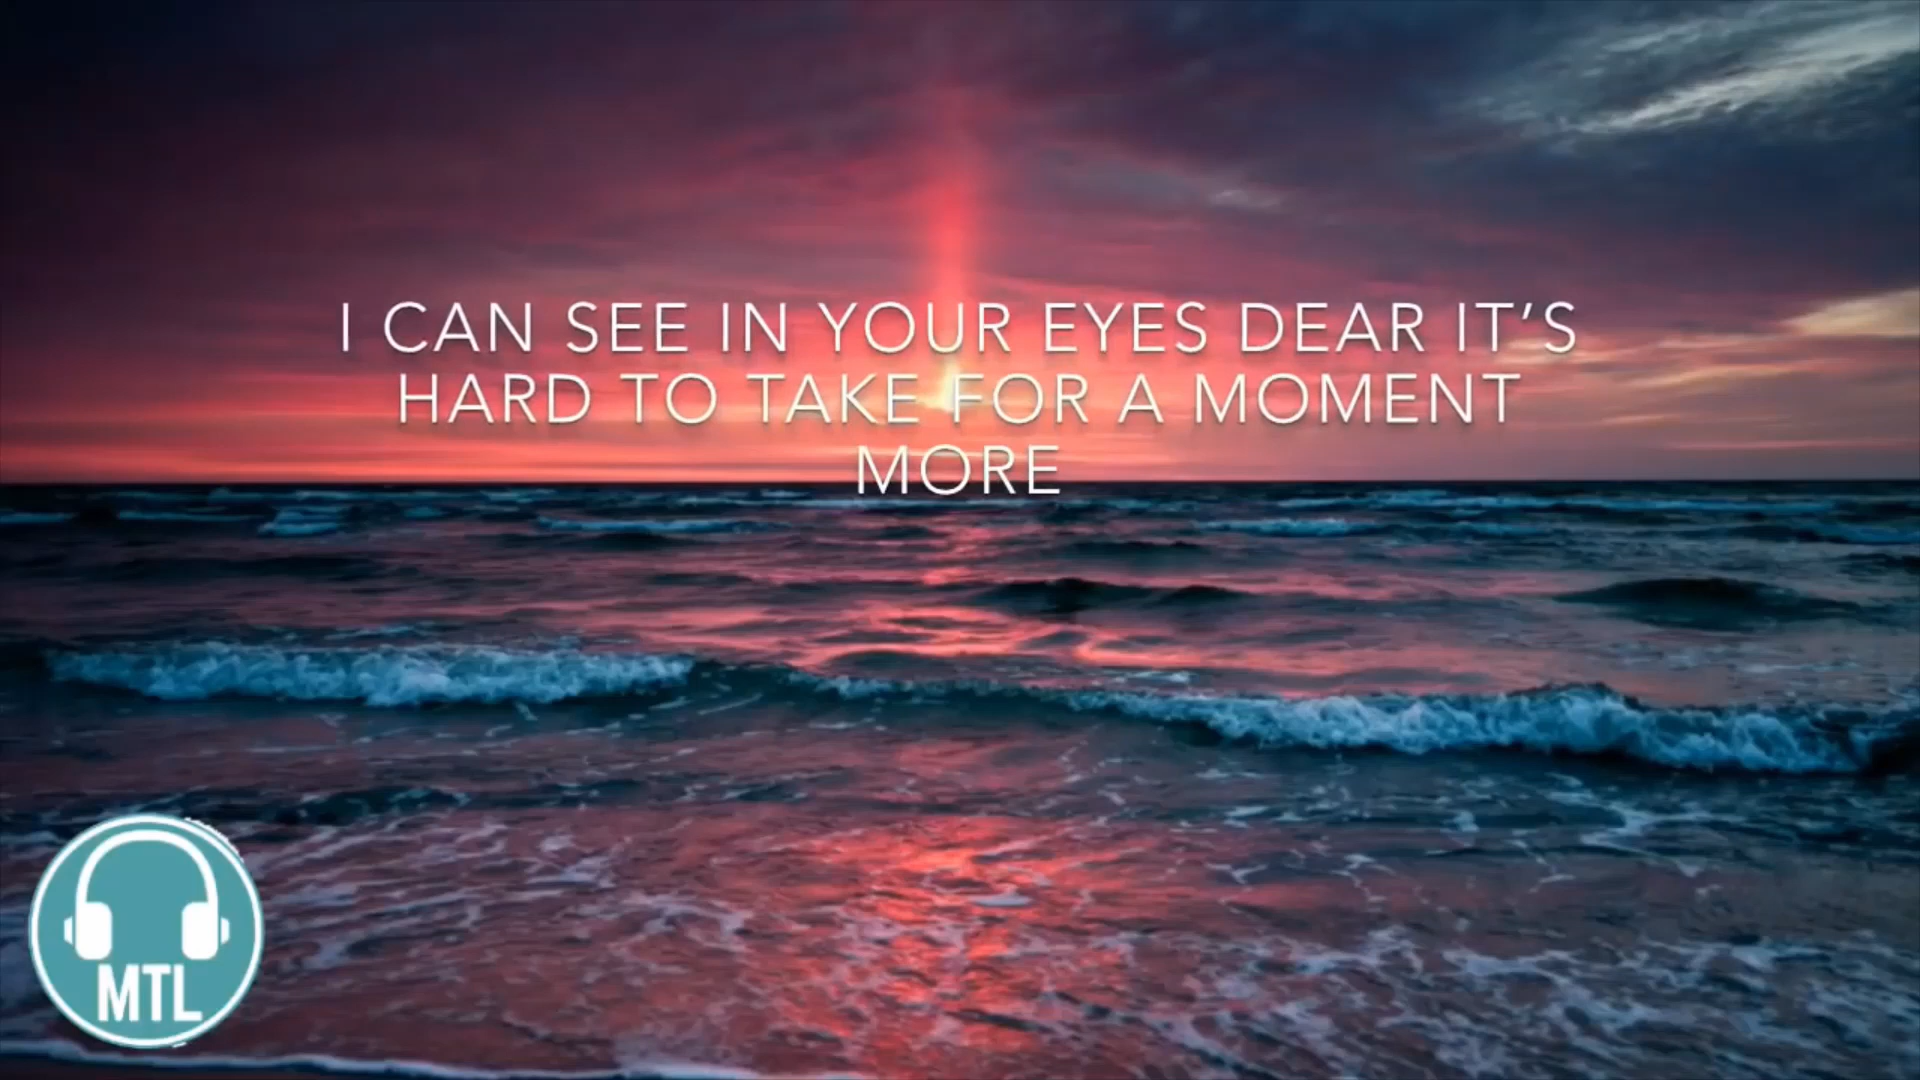 I CAN SEE IN YOUR EYES DEAR IT’S
HARD TO TAKE FOR A MOMENT
MORE
MTL